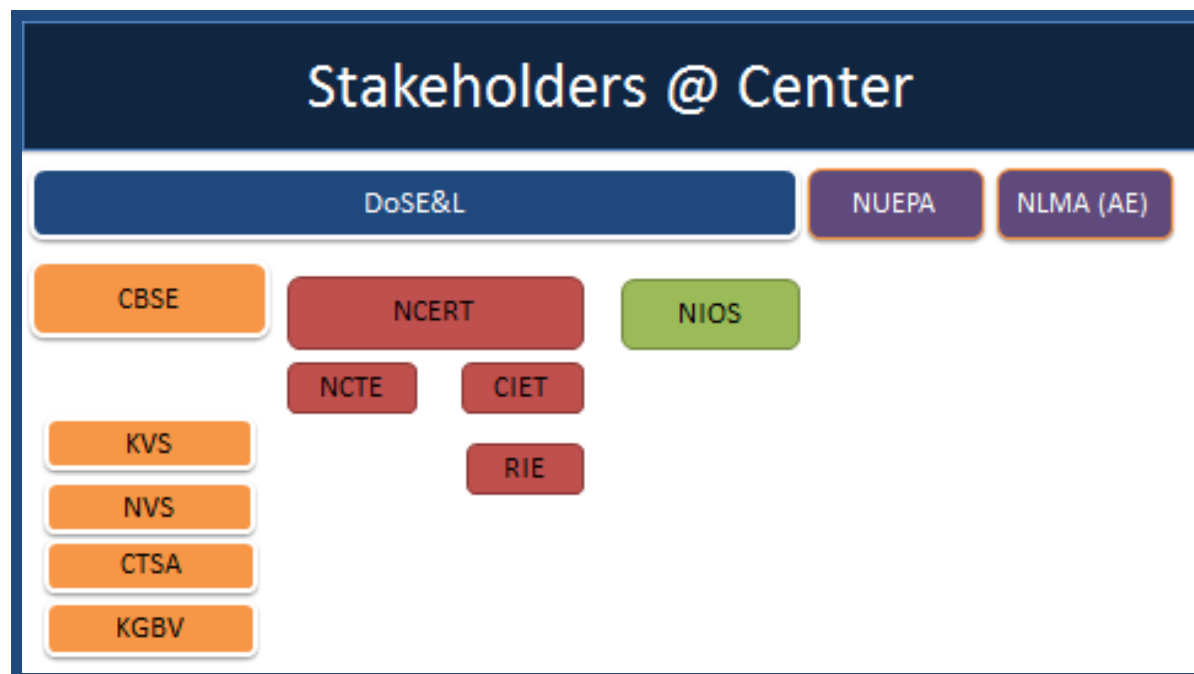 Stakeholders @ Center
DoSE&L
NUEPA
NLMA (AE)
CBSE
NCERT
NIOS
NCTE
CIET
KVS
RIE
NVS
CTSA
KGBV